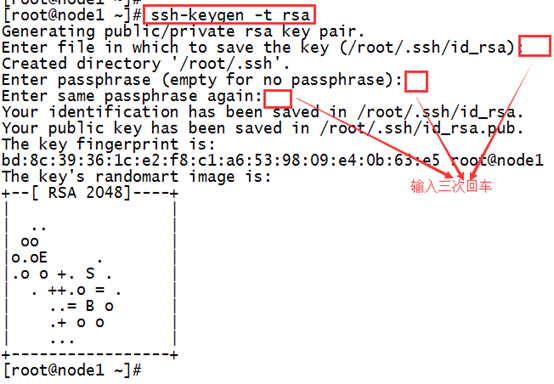 [root@node1 ~]#
[root@node1 ~]# ssh-keygen -t rsa
Generating public/private rsa key pair.
Enter file in which to save the key (/root/.ssh/id_rsa):
Created directory '/root/.ssh'.
Enter passphrase (empty for no passphrase):
Enter same passphrase again:
Your identification has been saved in /root/.ssh/id_rsa.
Your public key has been saved in /root/.ssh/id_rsa.pub.
The key fingerprint is:
bd:8c:39:36:1c:e2:f8:c1:a6:53:98:09:e4:0b:63:e5 root@node1
The key's randomart image is:
输入三次回车
+--[ RSA 2048]----+
|                 |
|  ..             |
| oo              |
|o.oE      .      |
|.o o +. S .      |
|  . ++.o = .     |
|    ..= B o      |
|    .+ o o       |
|    ...          |
+-----------------+
[root@node1 ~]#